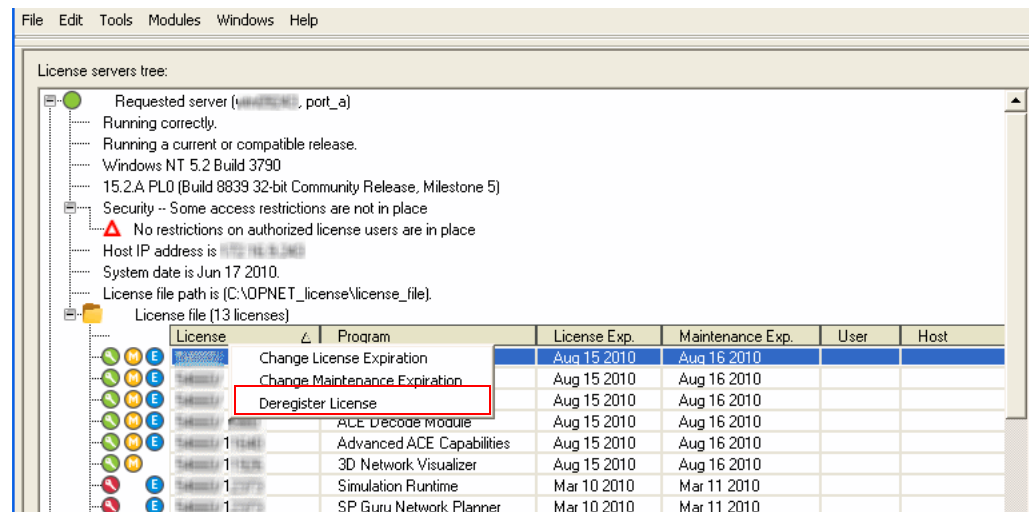 File Edit Tools Modules Windows Help
License servers tree:
Requested server ( , port_a)
Running correctly.
Running a current or compatible release.
Windows NT 5.2 Build 3790
15.2.A PL0 (Build 8839 32-bit Community Release, Milestone 5)
Security -- Some access restrictions are not in place
No restrictions on authorized license users are in place
Host IP address is
System date is Jun 17 2010.
License file path is (C:\OPNET_license\license_file).
License file (13 licenses)
License Program License Exp. Maintenance Exp. User Host
M E Change License Expiration Aug 15 2010 Aug 16 2010
M E Change Maintenance Expiration Aug 15 2010 Aug 16 2010
M E Deregister License Aug 15 2010 Aug 16 2010
M E ACE Decode Module Aug 15 2010 Aug 16 2010
M E Advanced ACE Capabilities Aug 15 2010 Aug 16 2010
M 3D Network Visualizer Aug 15 2010 Aug 16 2010
E Simulation Runtime Mar 10 2010 Mar 11 2010
E SP Guru Network Planner Mar 10 2010 Mar 11 2010